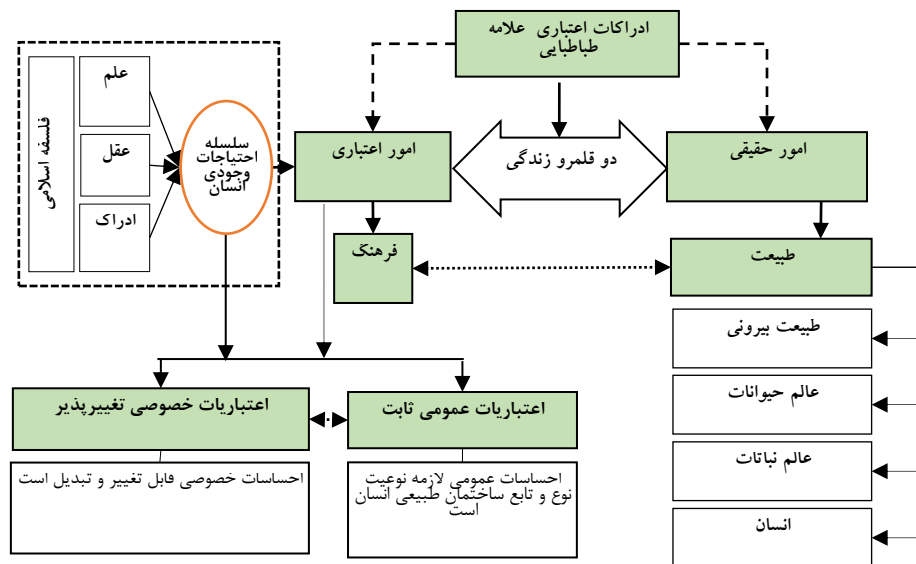 ادراکات اعتباری علامه
طباطبایی
امور حقیقی
دو قلمرو زندگی
امور اعتباری
سلسله
احتیاجات
وجودی
انسان
علم
عقل
ادراک
فلسفه اسلامی
فرهنگ
طبیعت
طبیعت بیرونی
عالم حیوانات
عالم نباتات
انسان
اعتباریات عمومی ثابت
اعتباریات خصوصی تغییرپذیر
احساسات عمومی لازمه نوعیت
نوع و تابع ساختمان طبیعی انسان
است
احساسات خصوصی قابل تغییر و تبدیل است